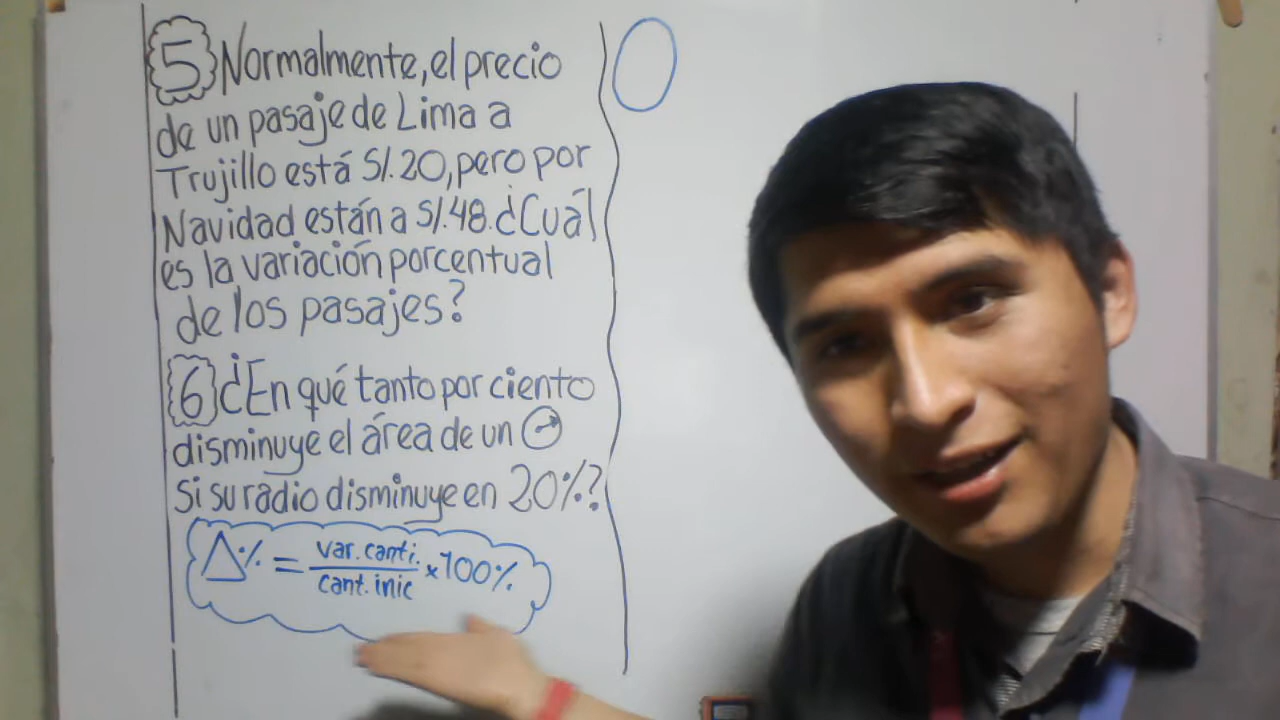 5 Normalmente, el precio
de un pasaje de Lima a
Trujillo está S/.20, pero por
Navidad están a S/.48. ¿Cuál
es la variación porcentual
de los pasajes?
6 ¿En qué tanto por ciento
disminuye el área de un
si su radio disminuye en 20%?
Δ% = var. canti. / cant. inic × 100%